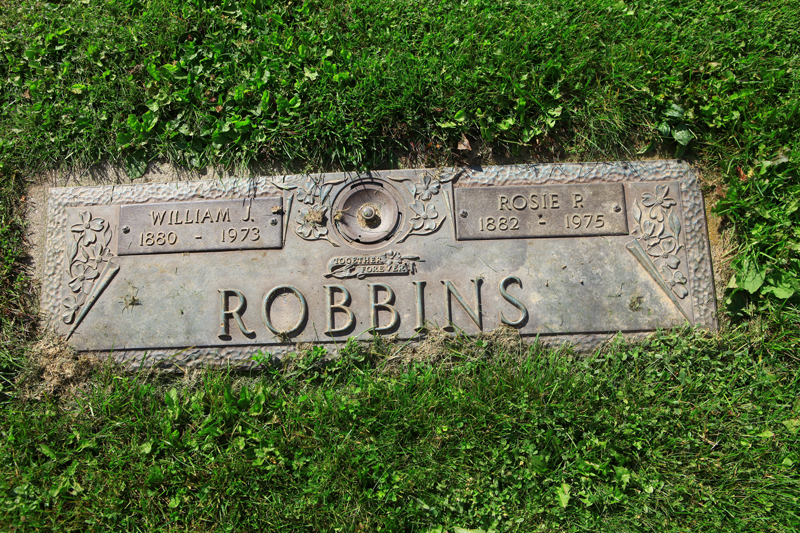 WILLIAM J.
1880 - 1973
ROSIE P.
1882 - 1975
TOGETHER
FOREVER
ROBBINS